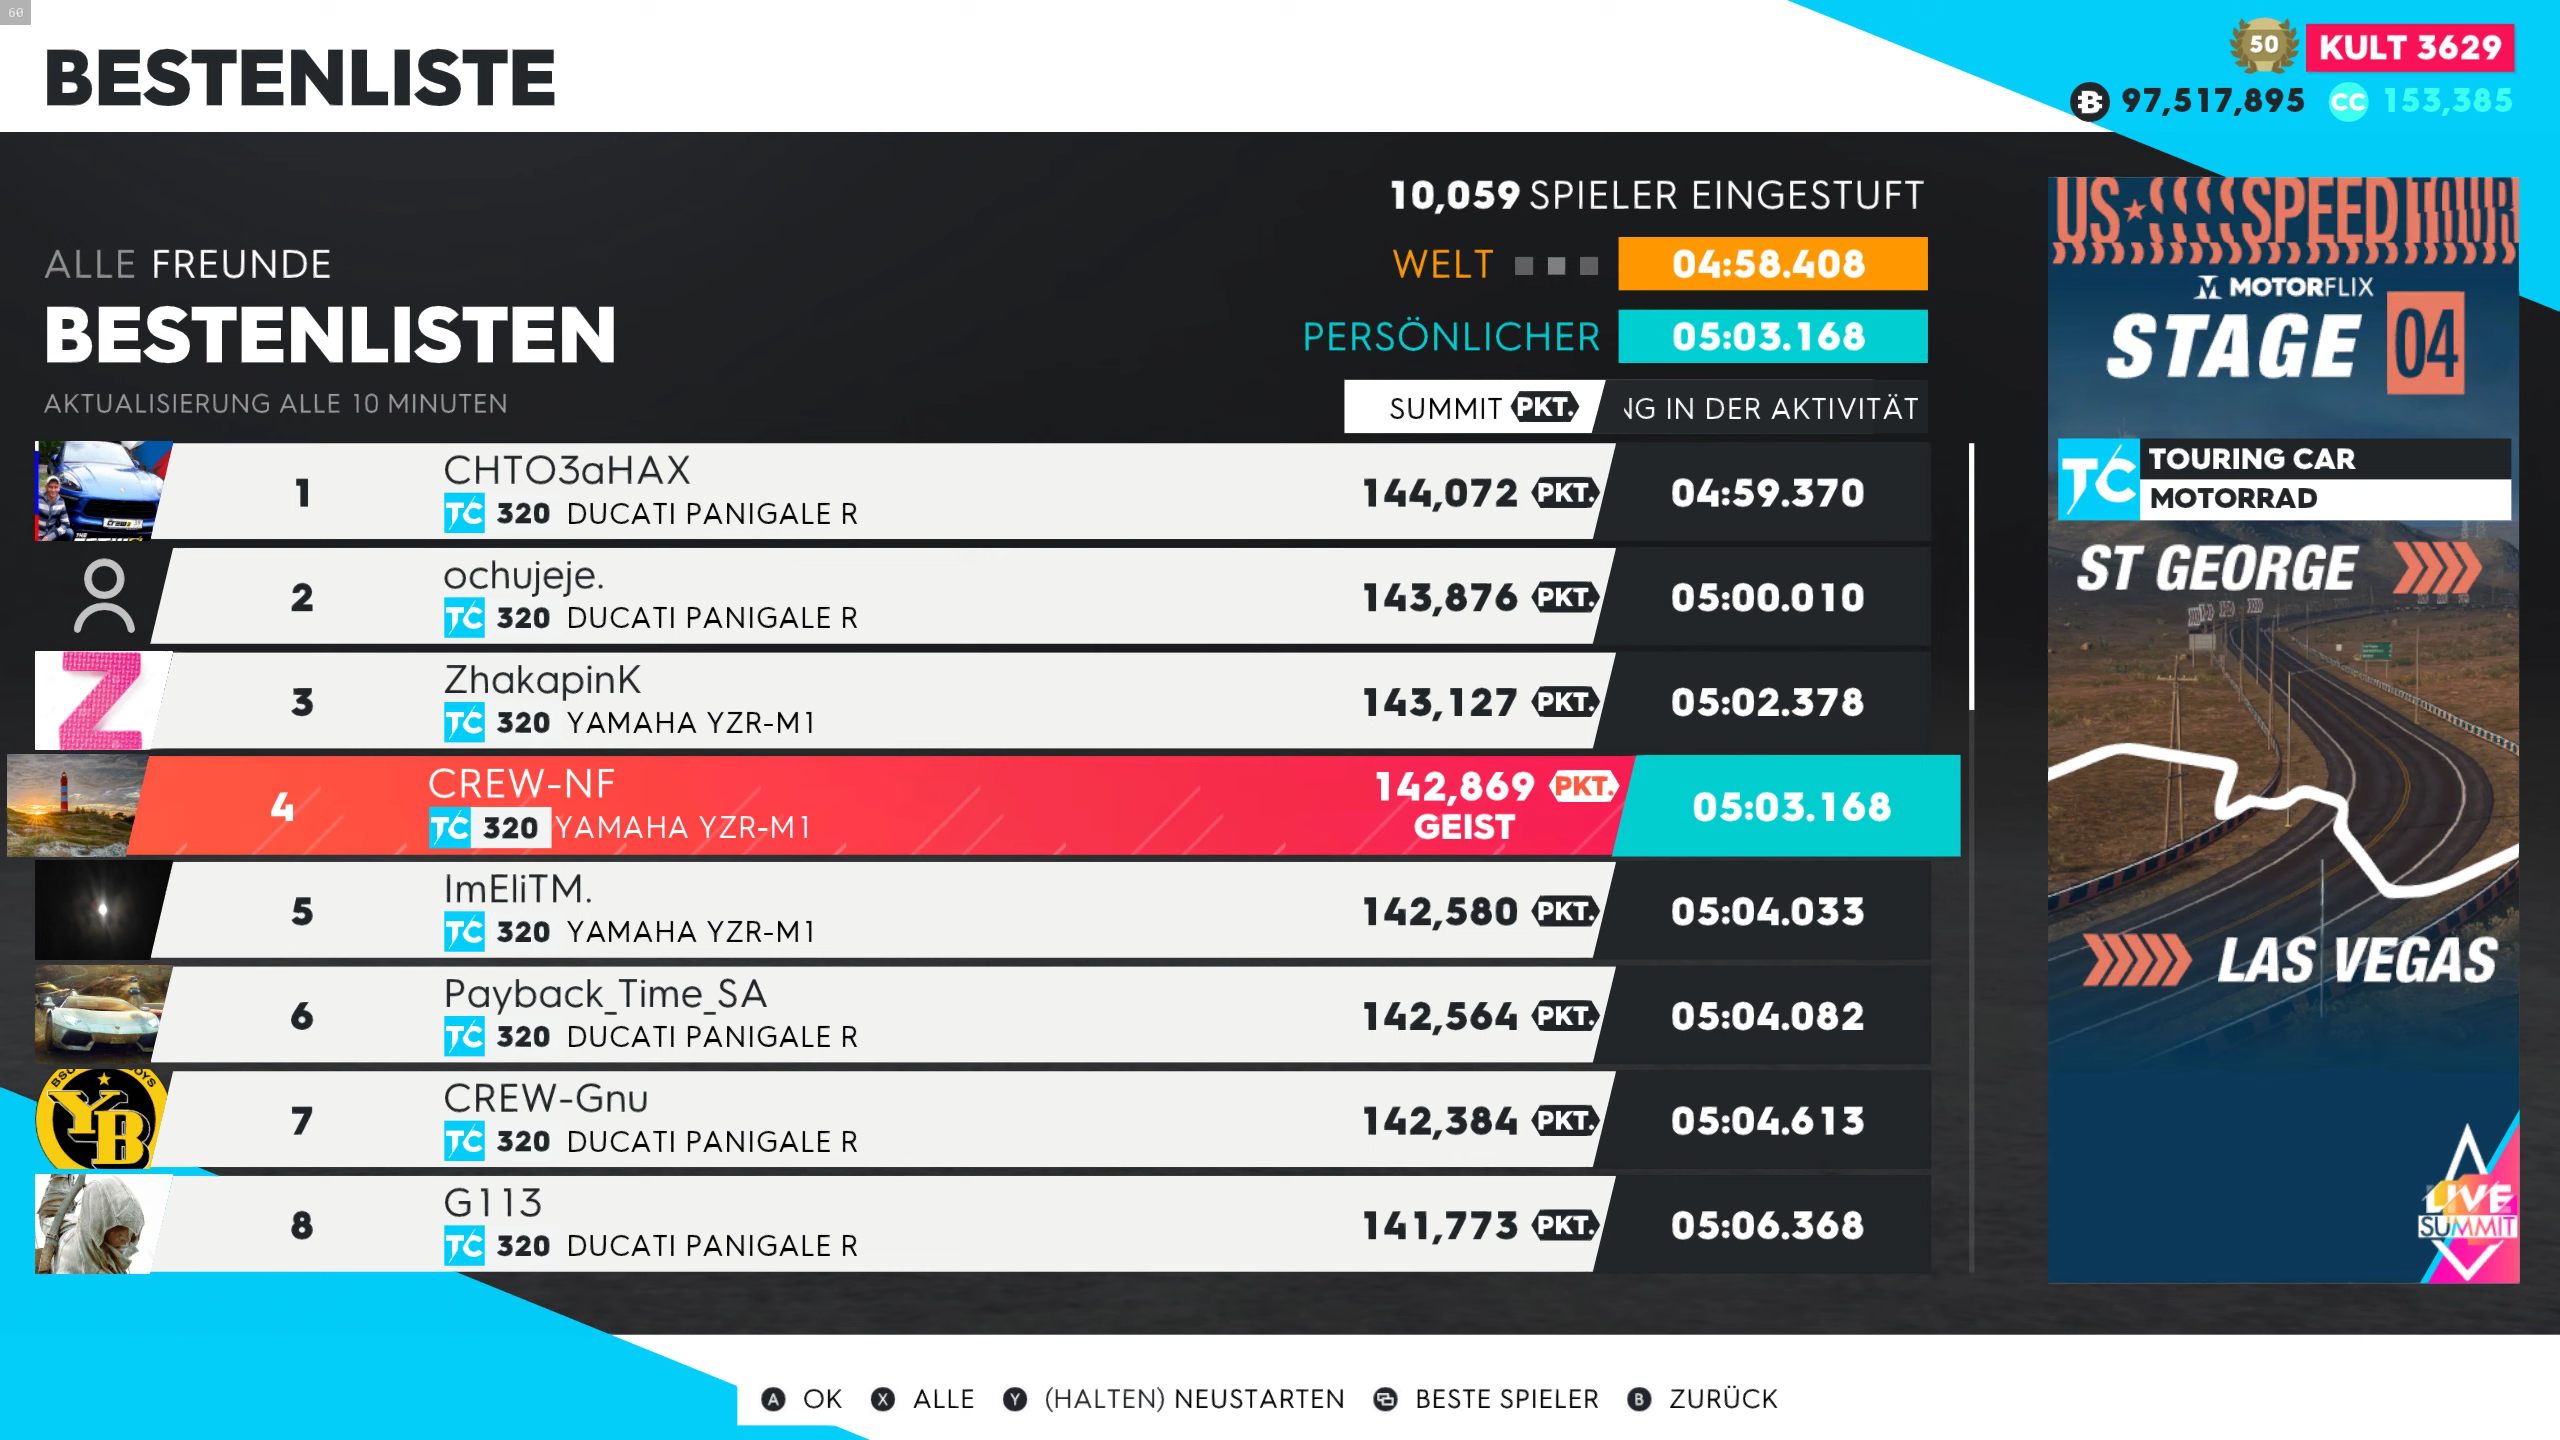 60
BESTENLISTE
50
KULT 3629
97,517,895
CC 153,385
10,059 SPIELER EINGESTUFT
ALLE FREUNDE
WELT 04:58.408
BESTENLISTEN
PERSÖNLICHER 05:03.168
AKTUALISIERUNG ALLE 10 MINUTEN
SUMMIT PKT. NG IN DER AKTIVITÄT
1 CHTO3aHAX 144,072 PKT. 04:59.370
TC 320 DUCATI PANIGALE R
2 ochujeje. 143,876 PKT. 05:00.010
TC 320 DUCATI PANIGALE R
3 ZhakapinK 143,127 PKT. 05:02.378
TC 320 YAMAHA YZR-M1
4 CREW-NF 142,869 PKT. 05:03.168
TC 320 YAMAHA YZR-M1 GEIST
5 ImEliTM. 142,580 PKT. 05:04.033
TC 320 YAMAHA YZR-M1
6 Payback_Time_SA 142,564 PKT. 05:04.082
TC 320 DUCATI PANIGALE R
YB
7 CREW-Gnu 142,384 PKT. 05:04.613
TC 320 DUCATI PANIGALE R
8 G113 141,773 PKT. 05:06.368
TC 320 DUCATI PANIGALE R
US SPEED TOUR
MOTORFLIX
STAGE 04
TC TOURING CAR
MOTORRAD
ST GEORGE
LAS VEGAS
LIVE
SUMMIT
A OK X ALLE Y (HALTEN) NEUSTARTEN BESTE SPIELER B ZURÜCK